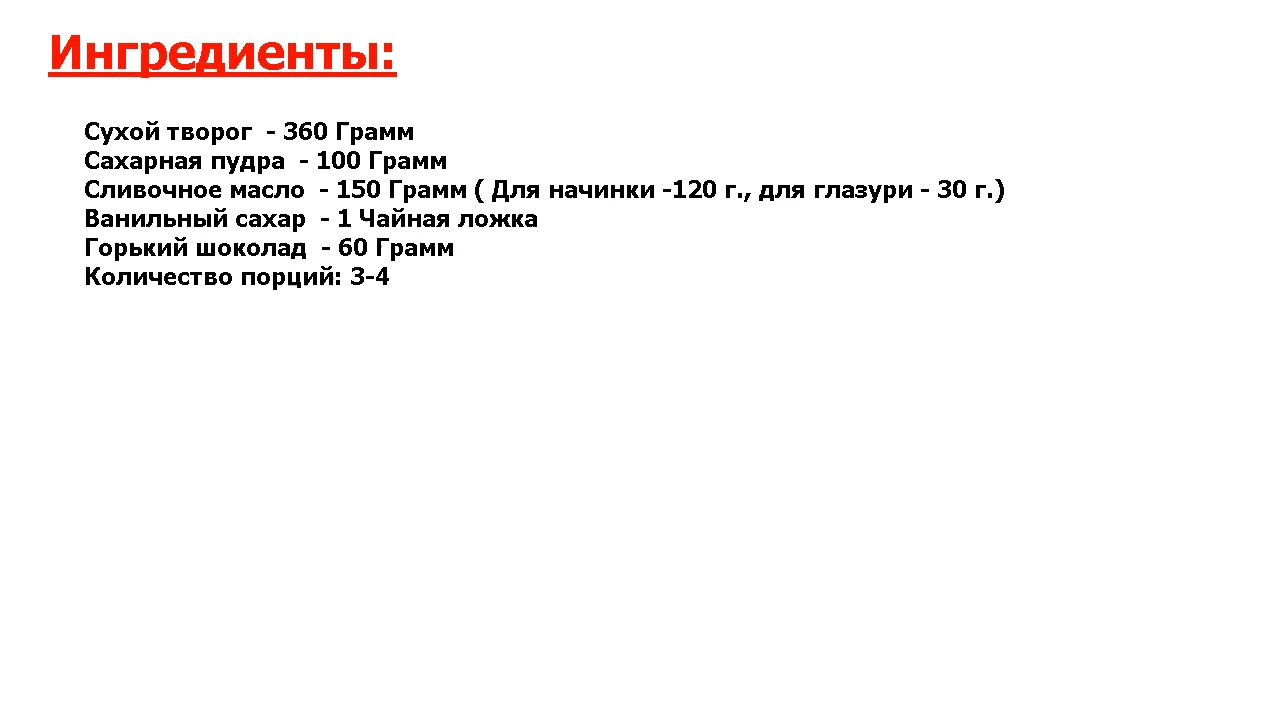 Ингредиенты:
Сухой творог  - 360 Грамм
Сахарная пудра  - 100 Грамм
Сливочное масло  - 150 Грамм ( Для начинки -120 г., для глазури - 30 г.)
Ванильный сахар  - 1 Чайная ложка
Горький шоколад  - 60 Грамм
Количество порций: 3-4